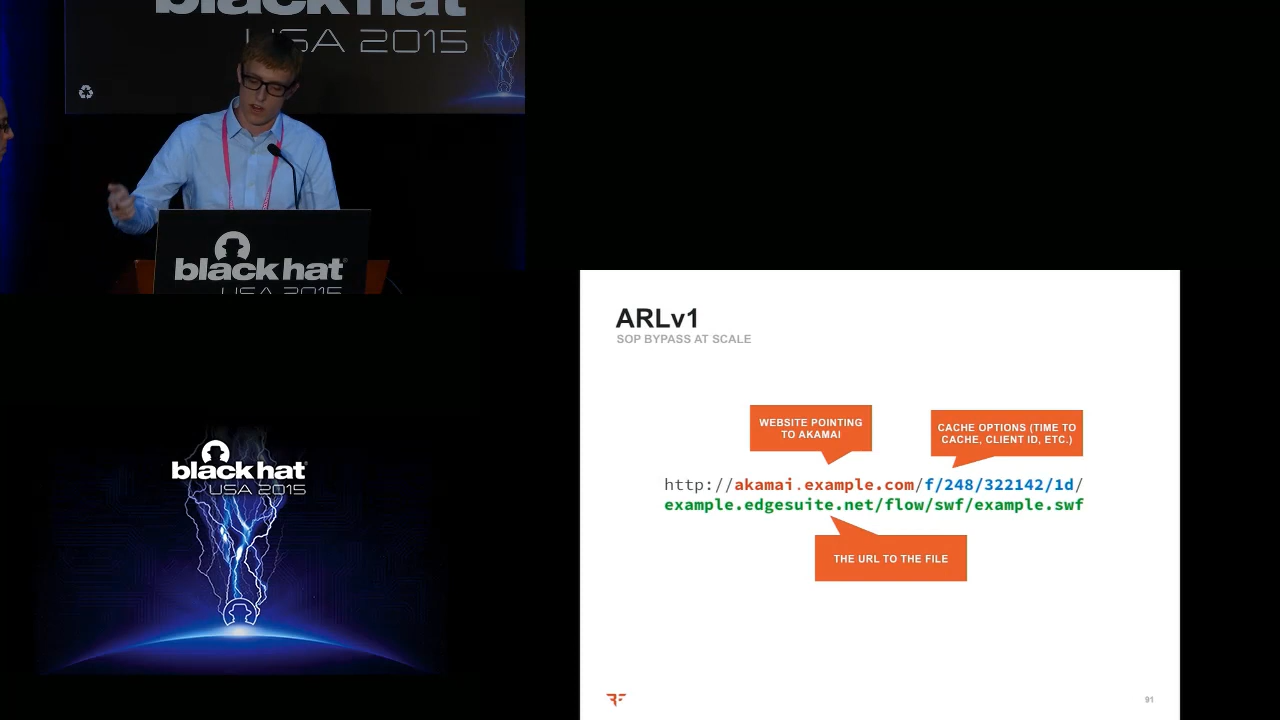 black hat
USA 2015
black hat
USA 2015
ARLv1
SOP BYPASS AT SCALE
WEBSITE POINTING
TO AKAMAI
CACHE OPTIONS (TIME TO
CACHE, CLIENT ID, ETC.)
http://akamai.example.com/f/248/322142/1d/
example.edgesuite.net/flow/swf/example.swf
THE URL TO THE FILE
black hat
USA 2015
91